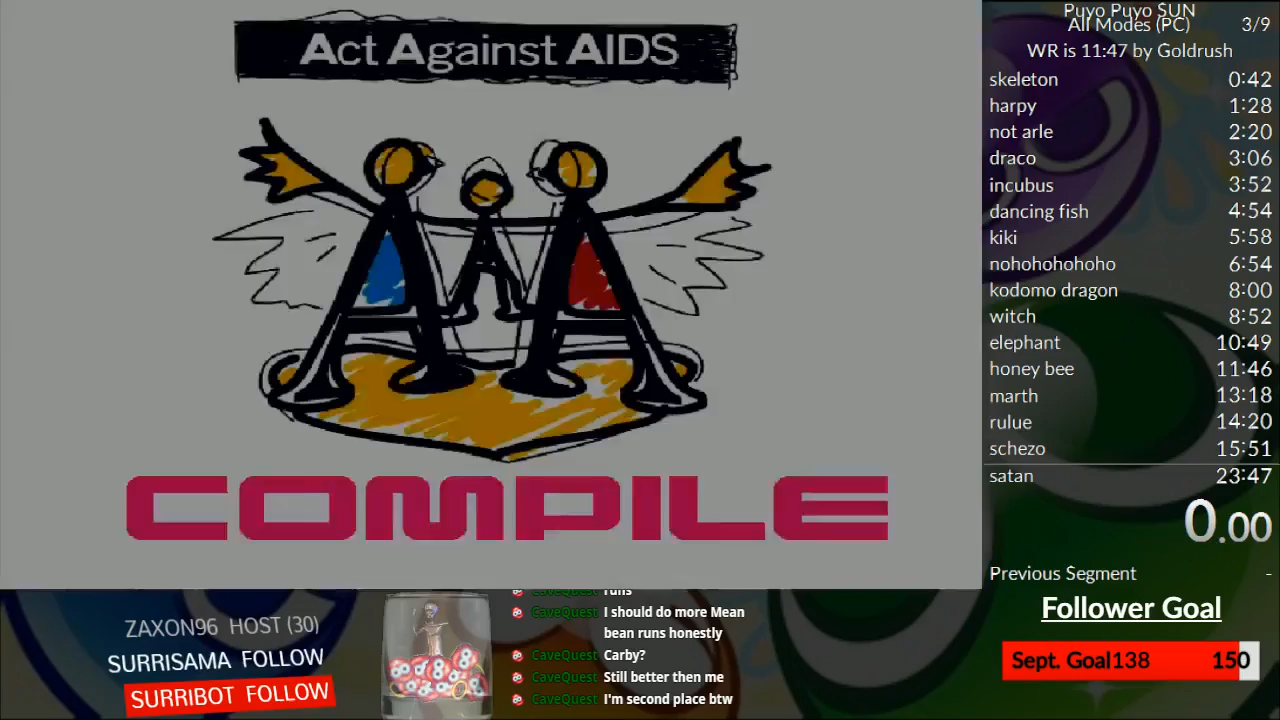 Act Against AIDS
COMPILE
Puyo Puyo SUN
All Modes (PC) 3/9
WR is 11:47 by Goldrush
skeleton 0:42
harpy 1:28
not arle 2:20
draco 3:06
incubus 3:52
dancing fish 4:54
kiki 5:58
nohohohohoho 6:54
kodomo dragon 8:00
witch 8:52
elephant 10:49
honey bee 11:46
marth 13:18
rulue 14:20
schezo 15:51
satan 23:47
0.00
Previous Segment -
Follower Goal
Sept. Goal 138 150
ZAXON96 HOST (30)
SURRISAMA FOLLOW
SURRIBOT FOLLOW
runs
CaveQuest I should do more Mean
bean runs honestly
CaveQuest Carby?
CaveQuest Still better then me
CaveQuest I'm second place btw